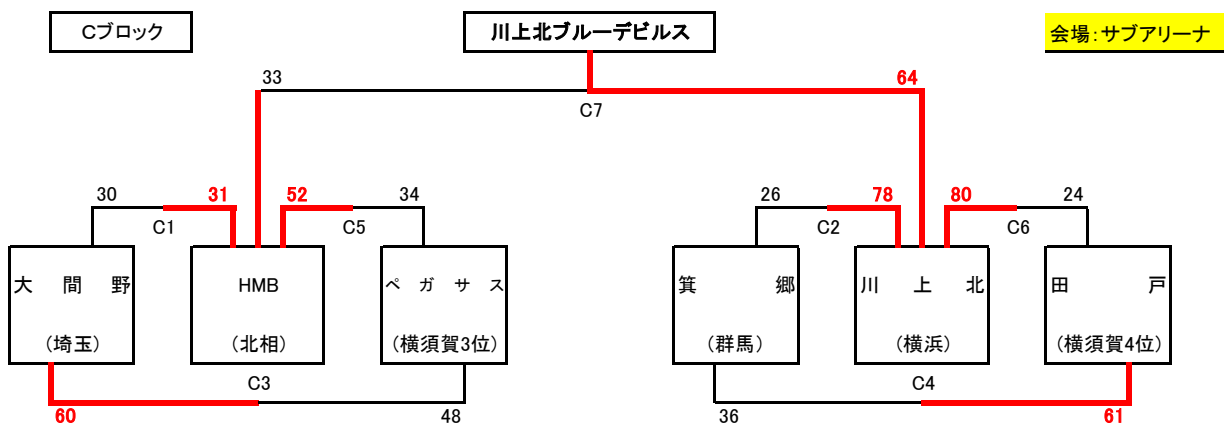 Cブロック
川上北ブルーデビルス
会場:サブアリーナ
33
64
C7
30
31
52
34
26
78
80
24
C1
C5
C2
C6
大間野
HMB
ペガサス
箕郷
川上北
田戸
(埼玉)
(北相)
(横須賀3位)
(群馬)
(横浜)
(横須賀4位)
C3
C4
60
48
36
61